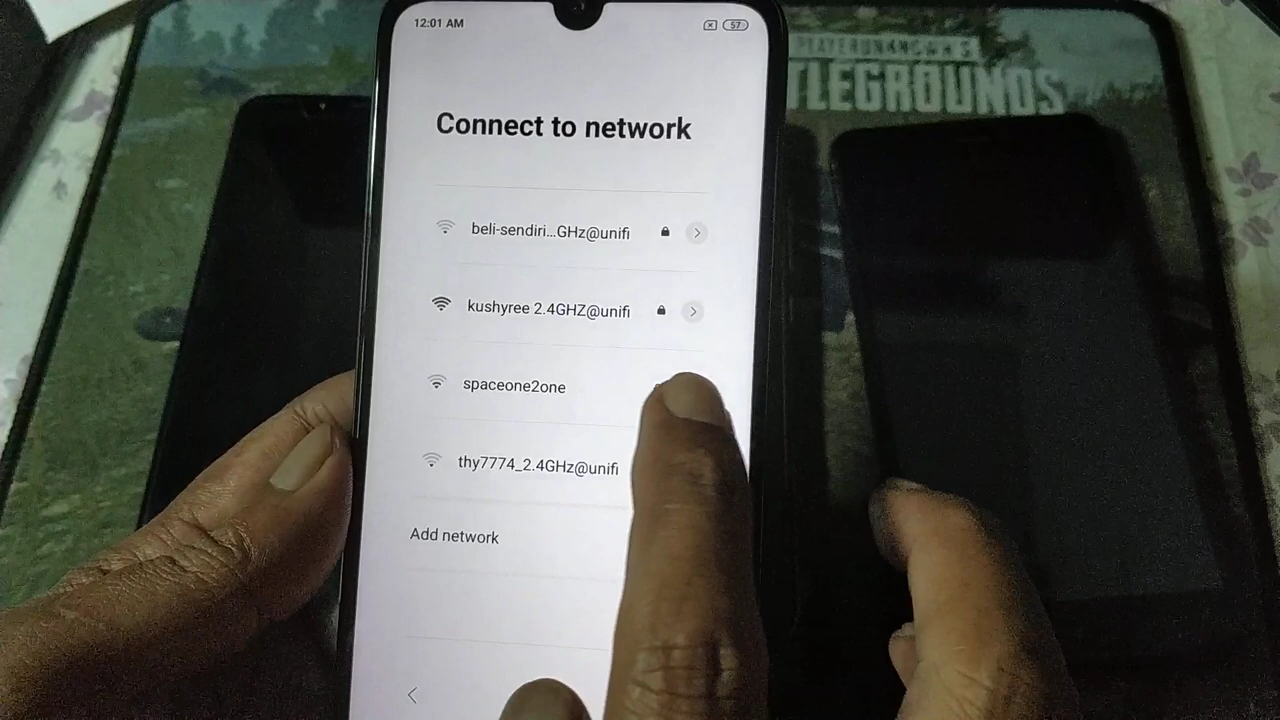 12:01 AM
57
PLAYERUNKNOWN'S
TLEGROUNDS
Connect to network
beli-sendiri...GHz@unifi
kushyree 2.4GHZ@unifi
spaceone2one
thy7774_2.4GHz@unifi
Add network